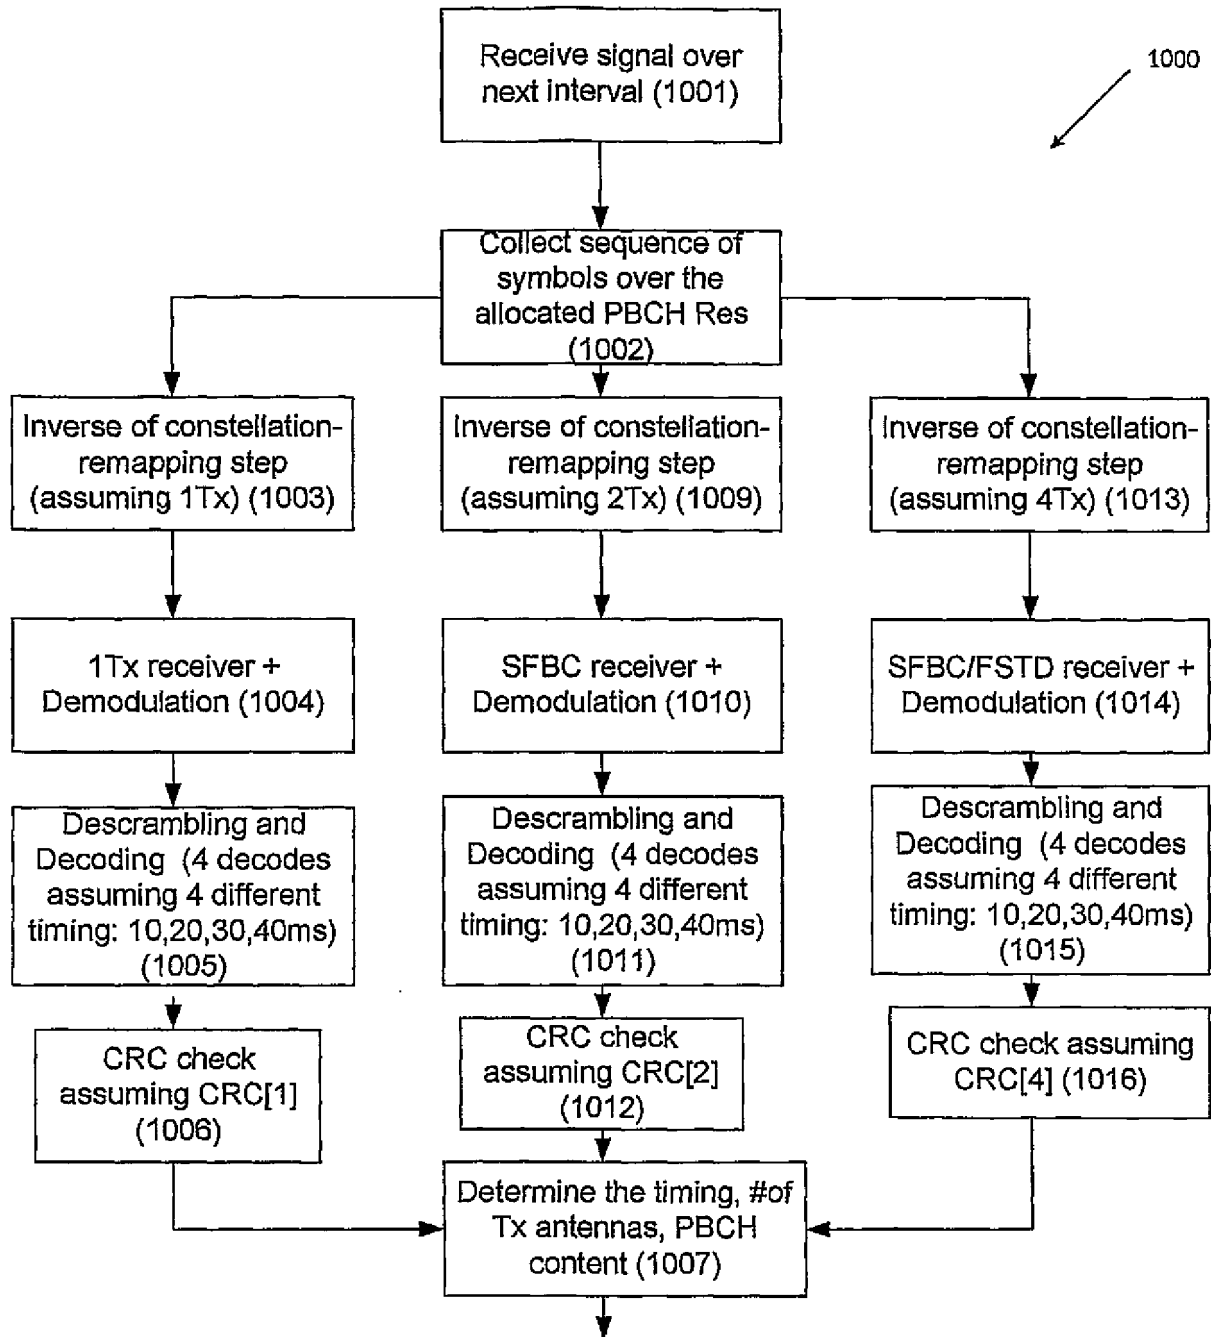 Receive signal over
next interval (1001)
1000
Collect sequence of
symbols over the
allocated PBCH Res
(1002)
Inverse of constellation-
remapping step
(assuming 1Tx) (1003)
Inverse of constellation-
remapping step
(assuming 2Tx) (1009)
Inverse of constellation-
remapping step
(assuming 4Tx) (1013)
1Tx receiver +
Demodulation (1004)
SFBC receiver +
Demodulation (1010)
SFBC/FSTD receiver +
Demodulation (1014)
Descrambling and
Decoding (4 decodes
assuming 4 different
timing: 10,20,30,40ms)
(1005)
Descrambling and
Decoding (4 decodes
assuming 4 different
timing: 10,20,30,40ms)
(1011)
Descrambling and
Decoding (4 decodes
assuming 4 different
timing: 10,20,30,40ms)
(1015)
CRC check
assuming CRC[1]
(1006)
CRC check
assuming CRC[2]
(1012)
CRC check assuming
CRC[4] (1016)
Determine the timing, #of
Tx antennas, PBCH
content (1007)